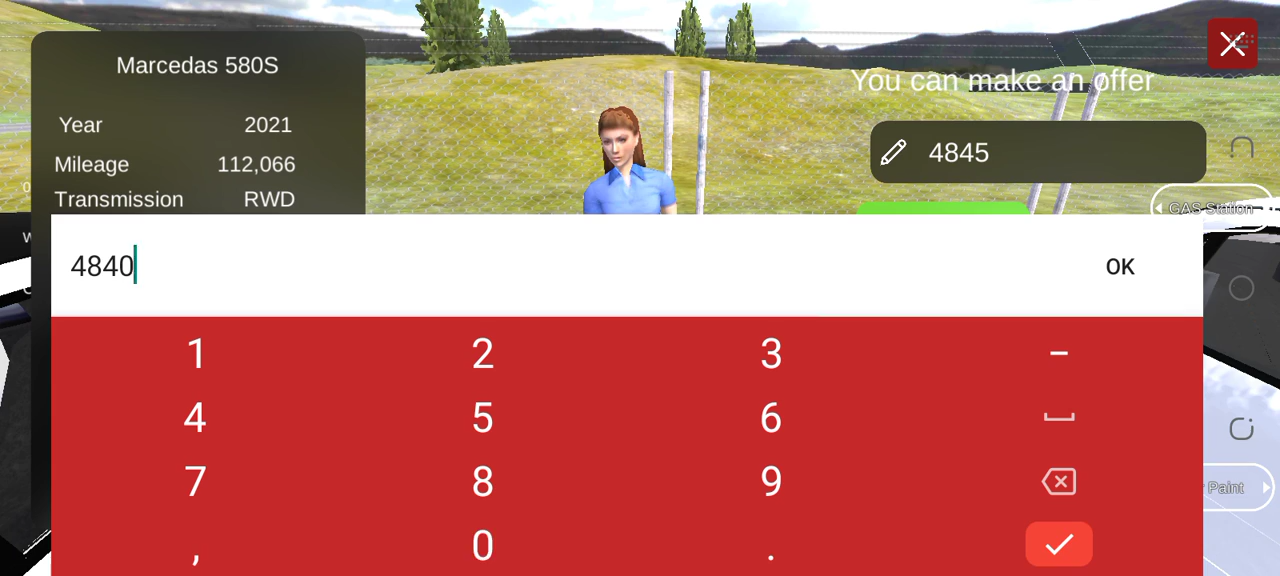 Marcedas 580S
You can make an offer
Year 2021
4845
Mileage 112,066
Transmission RWD
GAS Station
4840
OK
1 2 3 -
4 5 6
7 8 9
Paint
, 0 .